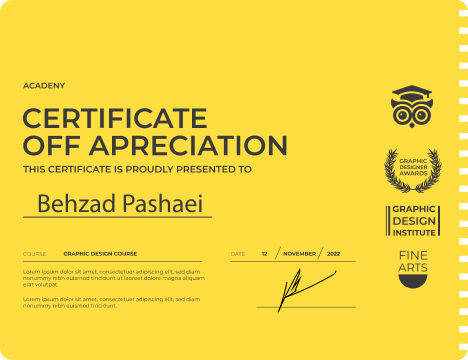 ACADENY
CERTIFICATE
OFF APRECIATION
THIS CERTIFICATE IS PROUDLY PRESENTED TO
Behzad Pashaei
COURSE GRAPHIC DESIGN COURSE
DATE 12 / NOVEMBER / 2022
Lorem ipsum dolor sit amet, consectetuer adipiscing elit, sed diam
nonummy nibh euismod tincidunt ut laoreet dolore magna aliquam
erat volutpat.
Lorem ipsum dolor sit amet, consectetuer adipiscing elit, sed diam
nonummy nibh euismod tincidunt.
GRAPHIC
DESIGNER
AWARDS
GRAPHIC
DESIGN
INSTITUTE
FINE
ARTS